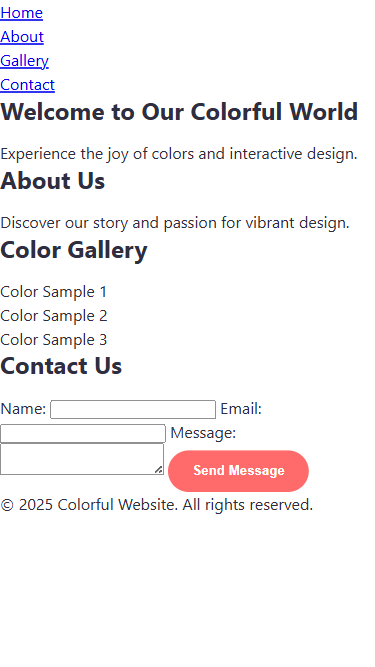 Home
About
Gallery
Contact
Welcome to Our Colorful World
Experience the joy of colors and interactive design.
About Us
Discover our story and passion for vibrant design.
Color Gallery
Color Sample 1
Color Sample 2
Color Sample 3
Contact Us
Name: Email:
Message:
Send Message
© 2025 Colorful Website. All rights reserved.